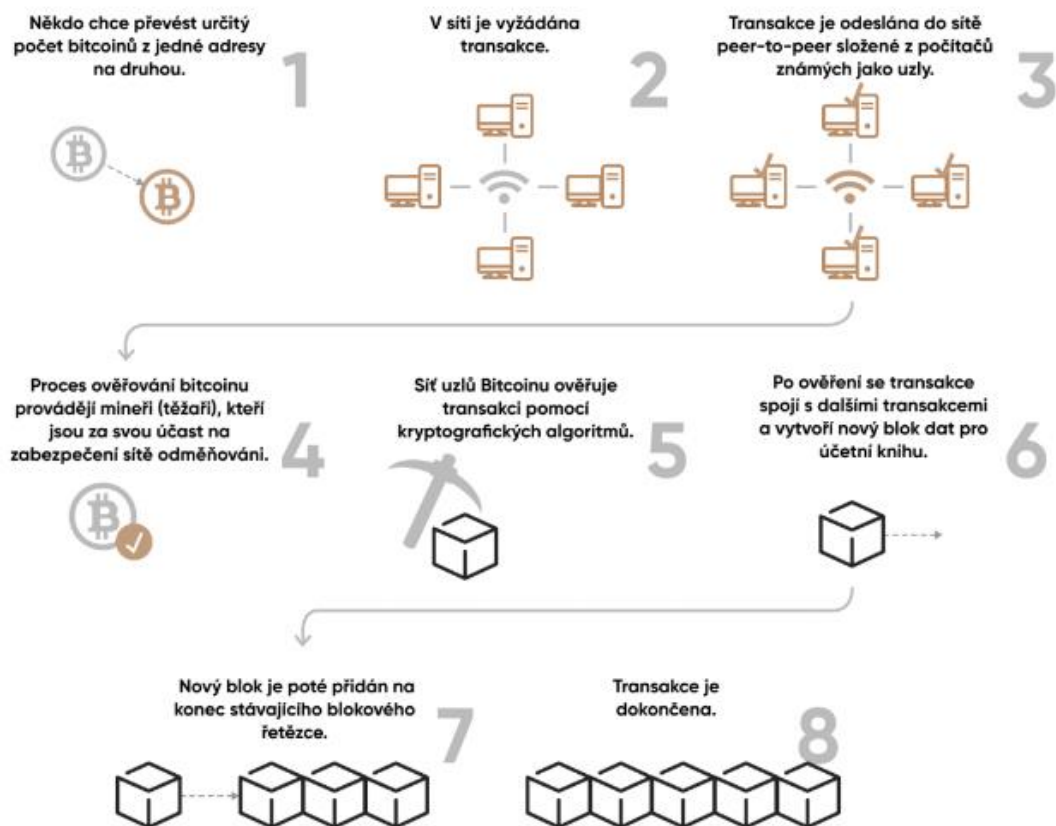 Někdo chce převést určitý
počet bitcoinů z jedné adresy
na druhou.
1
V síti je vyžádána
transakce.
2
Transakce je odeslána do sítě
peer-to-peer složené z počítačů
známých jako uzly.
3
Proces ověřování bitcoinu
provádějí mineři (těžaři), kteří
jsou za svou účast na
zabezpečení sítě odměňováni.
4
Síť uzlů Bitcoinu ověřuje
transakci pomocí
kryptografických algoritmů.
5
Po ověření se transakce
spojí s dalšími transakcemi
a vytvoří nový blok dat pro
účetní knihu.
6
Nový blok je poté přidán na
konec stávajícího blokového
řetězce.
7
Transakce je
dokončena.
8